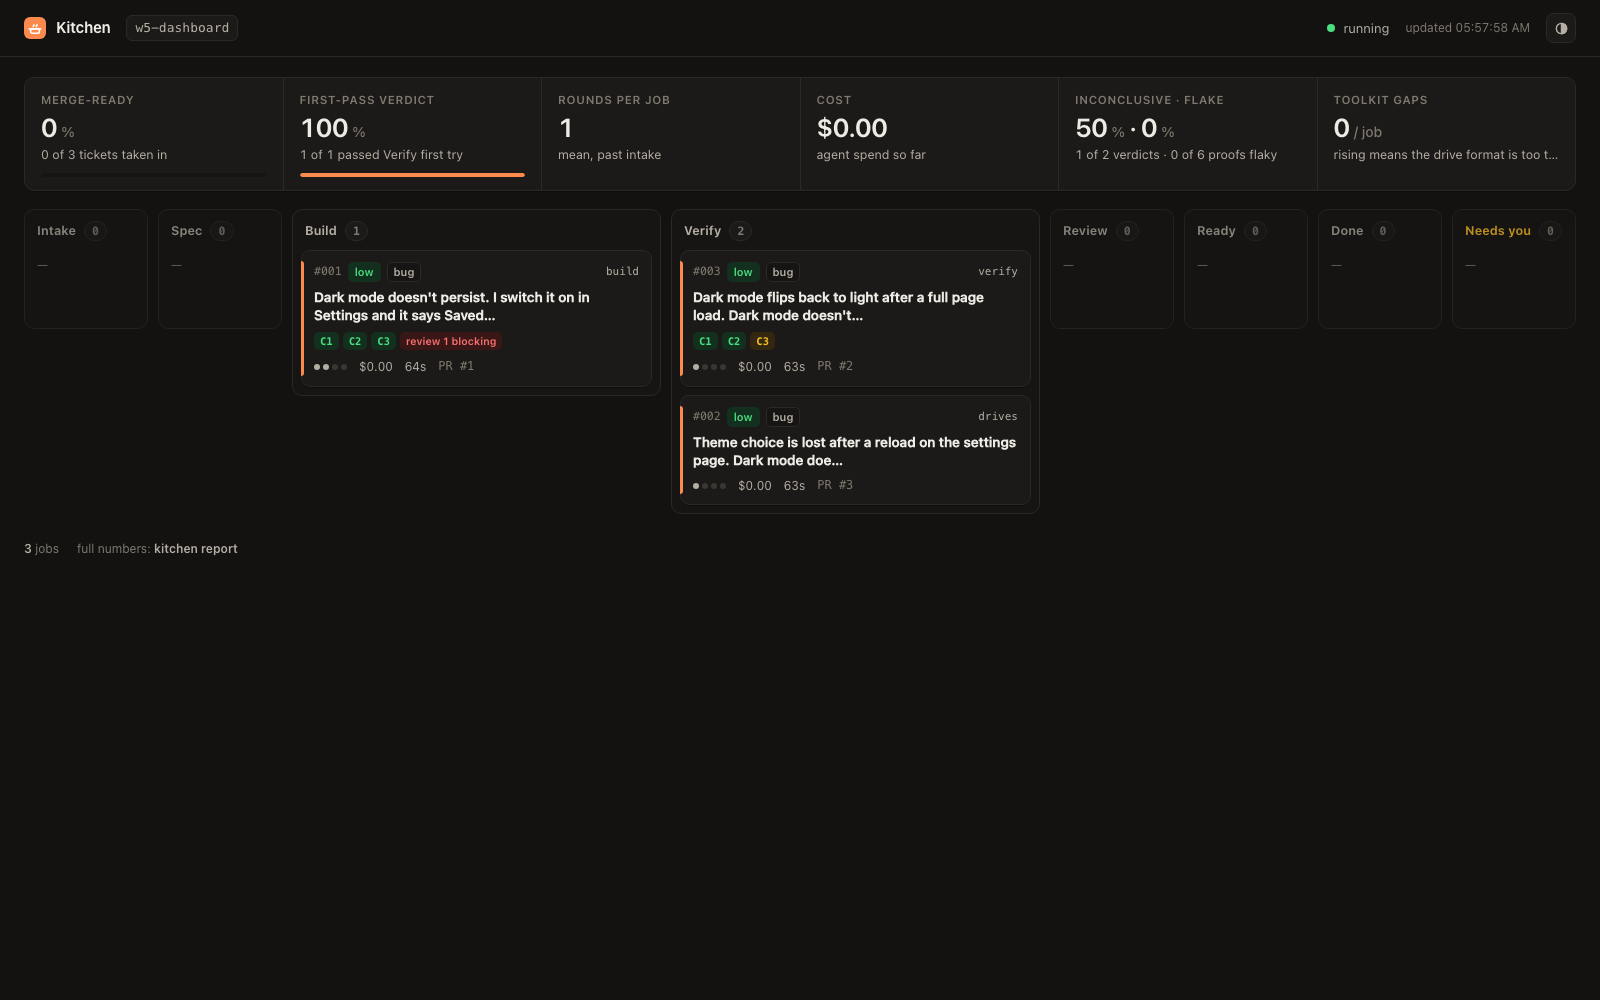 Kitchen
w5-dashboard
running
updated 05:57:58 AM
MERGE-READY
0 %
0 of 3 tickets taken in
FIRST-PASS VERDICT
100 %
1 of 1 passed Verify first try
ROUNDS PER JOB
1
mean, past intake
COST
$0.00
agent spend so far
INCONCLUSIVE · FLAKE
50 % · 0 %
1 of 2 verdicts · 0 of 6 proofs flaky
TOOLKIT GAPS
0 / job
rising means the drive format is too t...
Intake 0
—
Spec 0
—
Build 1
#001 low bug build
Dark mode doesn't persist. I switch it on in
Settings and it says Saved...
C1 C2 C3 review 1 blocking
$0.00 64s PR #1
Verify 2
#003 low bug verify
Dark mode flips back to light after a full page
load. Dark mode doesn't...
C1 C2 C3
$0.00 63s PR #2
#002 low bug drives
Theme choice is lost after a reload on the settings
page. Dark mode doe...
$0.00 63s PR #3
Review 0
—
Ready 0
—
Done 0
—
Needs you 0
—
3 jobs full numbers: kitchen report